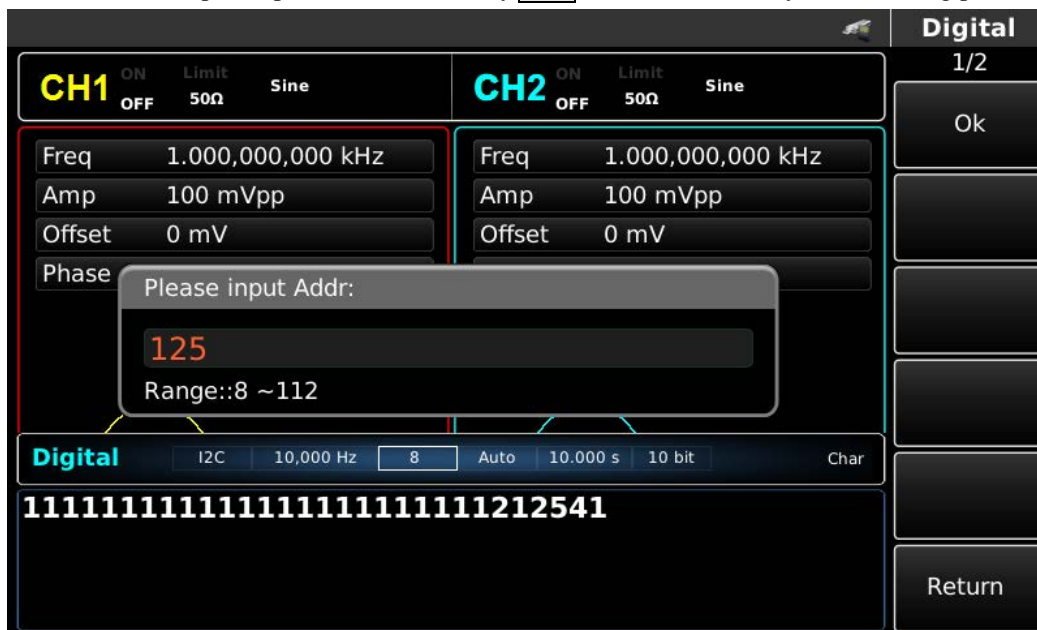 Digital
1/2
CH1 ON OFF Limit 50Ω Sine
CH2 ON OFF Limit 50Ω Sine
Ok
Freq 1.000,000,000 kHz
Freq 1.000,000,000 kHz
Amp 100 mVpp
Amp 100 mVpp
Offset 0 mV
Offset 0 mV
Phase
Please input Addr:
125
Range::8 ~112
Digital I2C 10,000 Hz 8 Auto 10.000 s 10 bit Char
Return